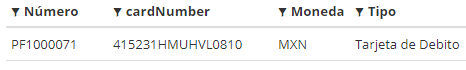 Número cardNumber Moneda Tipo
PF1000071 415231HMUHVL0810 MXN Tarjeta de Debito